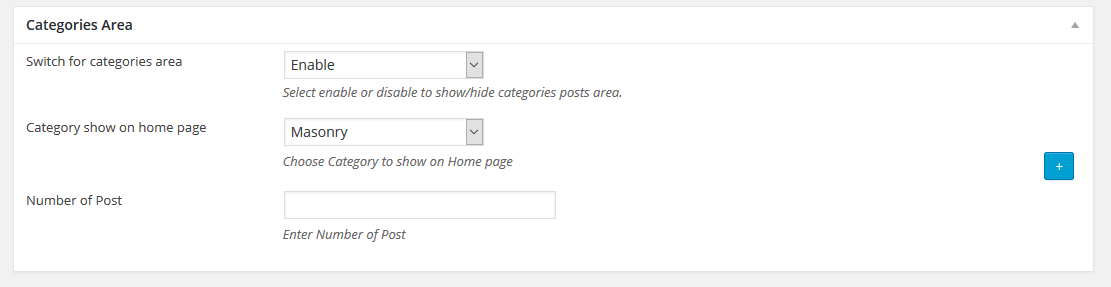 Categories Area
Switch for categories area
Enable
Select enable or disable to show/hide categories posts area.
Category show on home page
Masonry
Choose Category to show on Home page
+
Number of Post
Enter Number of Post